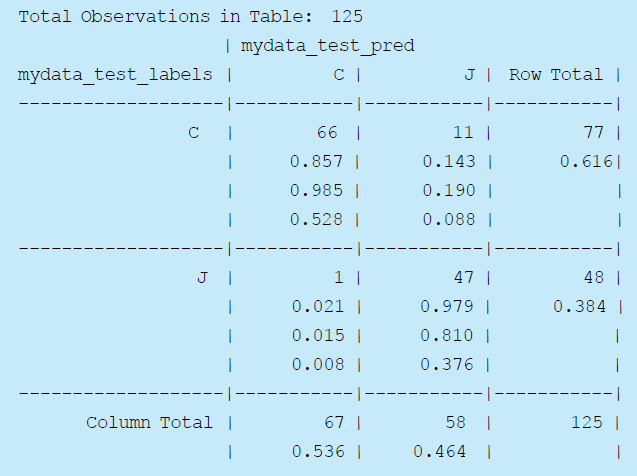 Total Observations in Table:  125
                     | mydata_test_pred
mydata_test_labels |         C |         J | Row Total |
-------------------|-----------|-----------|-----------|
                C  |        66 |        11 |        77 |
                   |     0.857 |     0.143 |     0.616|
                   |     0.985 |     0.190 |           |
                   |     0.528 |     0.088 |           |
-------------------|-----------|-----------|-----------|
                 J |         1 |        47 |        48 |
                   |     0.021 |     0.979 |     0.384 |
                   |     0.015 |     0.810 |           |
                   |     0.008 |     0.376 |           |
-------------------|-----------|-----------|-----------|
      Column Total |        67 |       58  |       125 |
                   |     0.536 |    0.464  |           |